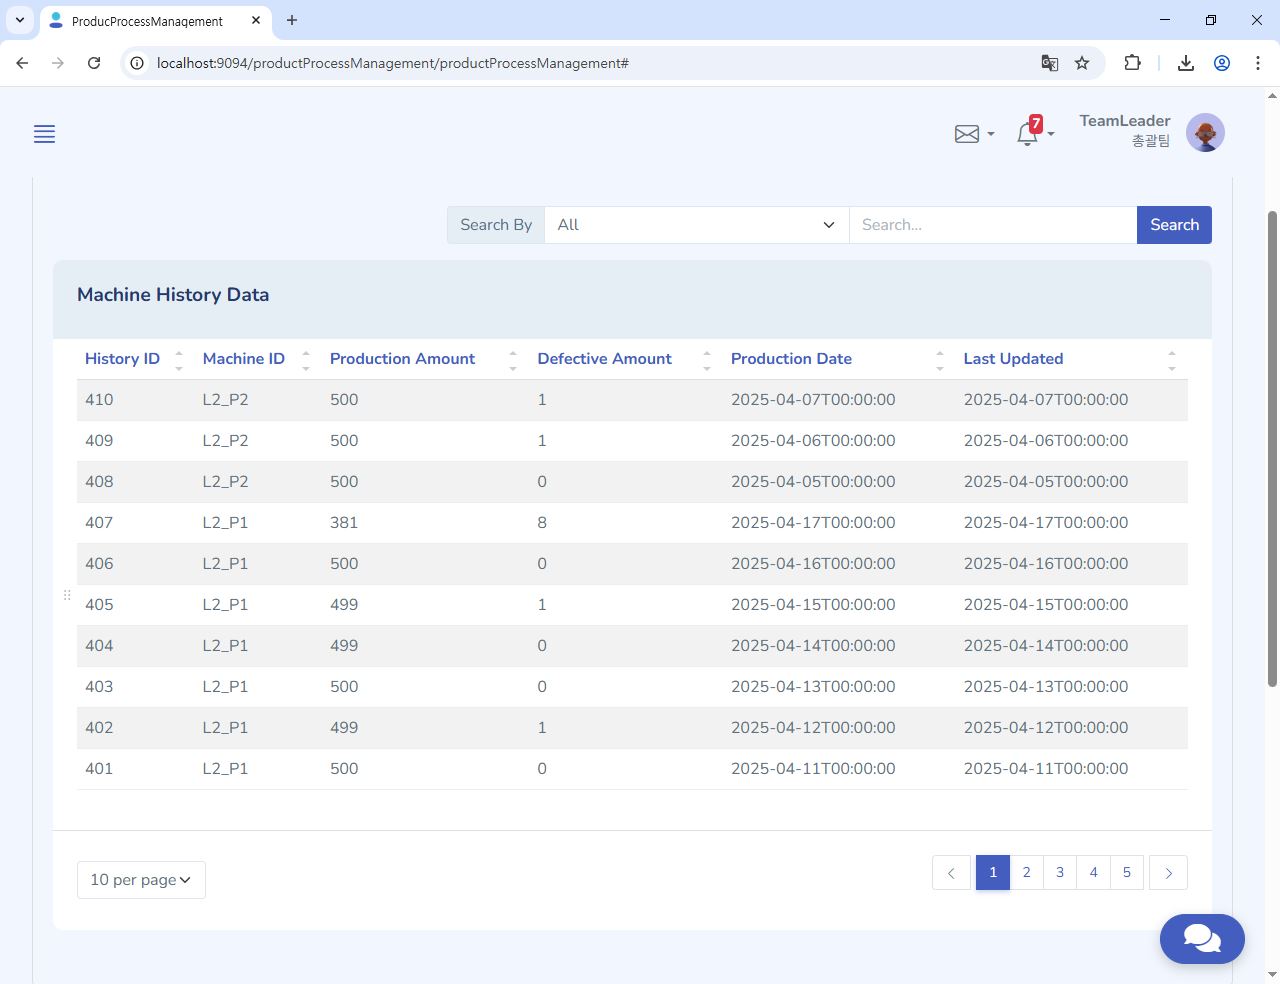 ProducProcessManagement
localhost:9094/productProcessManagement/productProcessManagement#
7
TeamLeader
총괄팀
Search By All Search... Search
Machine History Data
History ID Machine ID Production Amount Defective Amount Production Date Last Updated
410 L2_P2 500 1 2025-04-07T00:00:00 2025-04-07T00:00:00
409 L2_P2 500 1 2025-04-06T00:00:00 2025-04-06T00:00:00
408 L2_P2 500 0 2025-04-05T00:00:00 2025-04-05T00:00:00
407 L2_P1 381 8 2025-04-17T00:00:00 2025-04-17T00:00:00
406 L2_P1 500 0 2025-04-16T00:00:00 2025-04-16T00:00:00
405 L2_P1 499 1 2025-04-15T00:00:00 2025-04-15T00:00:00
404 L2_P1 499 0 2025-04-14T00:00:00 2025-04-14T00:00:00
403 L2_P1 500 0 2025-04-13T00:00:00 2025-04-13T00:00:00
402 L2_P1 499 1 2025-04-12T00:00:00 2025-04-12T00:00:00
401 L2_P1 500 0 2025-04-11T00:00:00 2025-04-11T00:00:00
10 per page 1 2 3 4 5